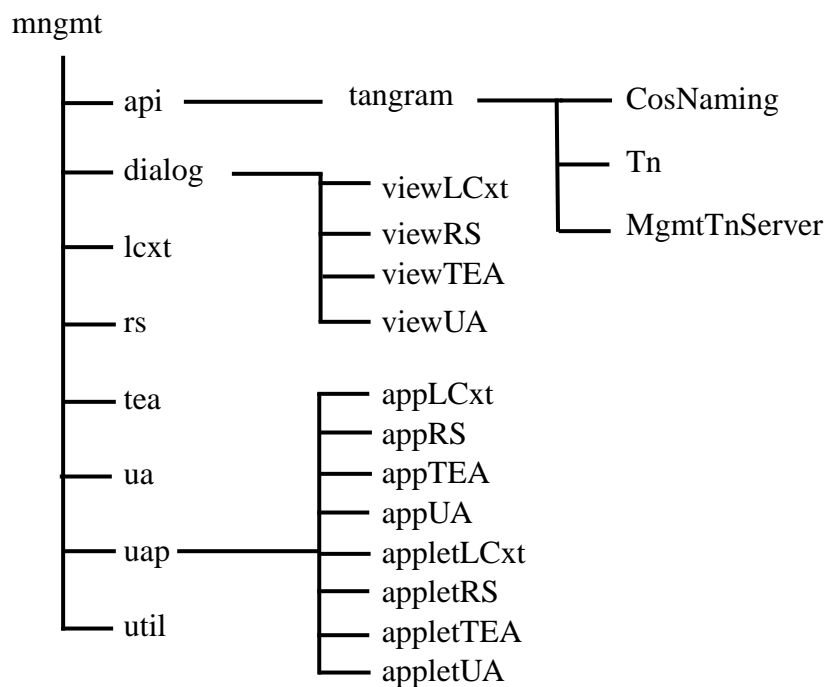 mngmt
api
tangram
CosNaming
Tn
MgmtTnServer
dialog
viewLCxt
viewRS
viewTEA
viewUA
lcxt
rs
tea
ua
uap
appLCxt
appRS
appTEA
appUA
appletLCxt
appletRS
appletTEA
appletUA
util